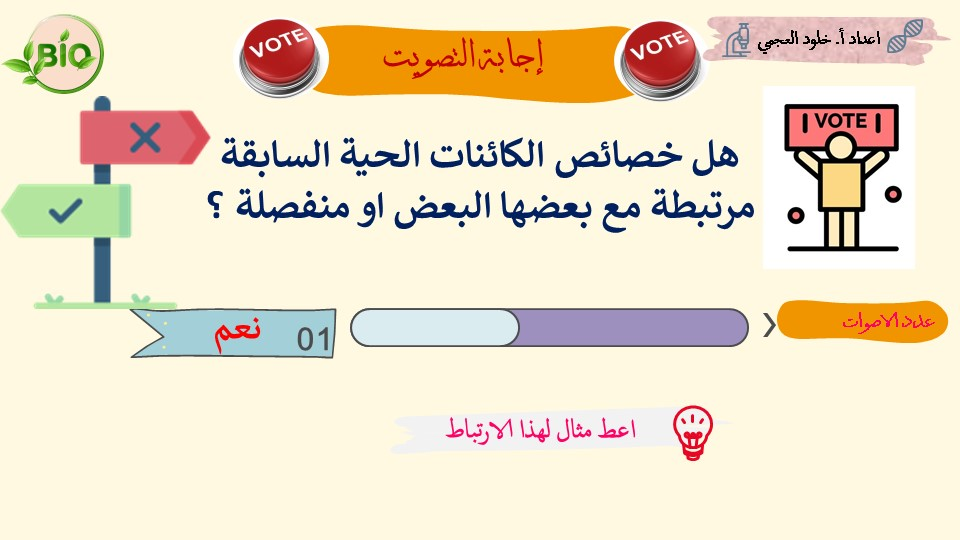 اعداد أ. خلود العجمي
BIO
VOTE
إجابة التصويت
VOTE
VOTE
هل خصائص الكائنات الحية السابقة
مرتبطة مع بعضها البعض او منفصلة ؟
عدد الاصوات
01
نعم
اعط مثال لهذا الارتباط